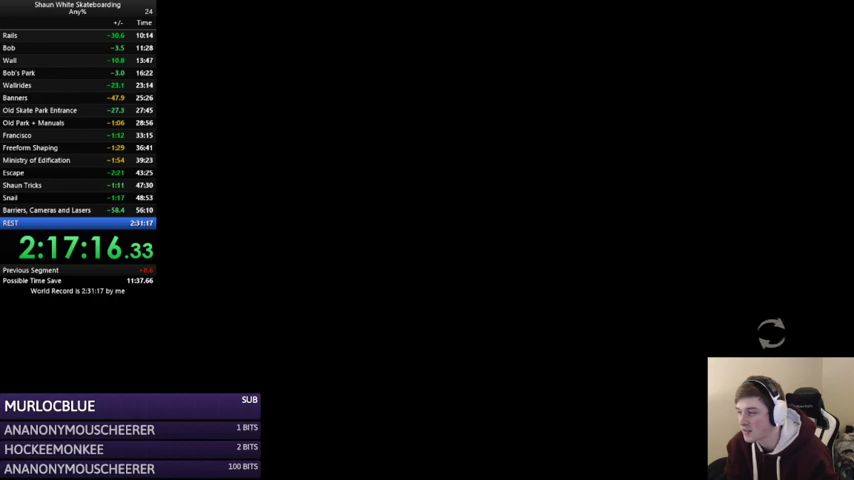 Shaun White Skateboarding
Any% 24
+/- Time
Rails -30.6 10:14
Bob -3.5 11:28
Wall -10.8 13:47
Bob's Park -3.0 16:22
Wallrides -23.1 23:14
Banners -47.9 25:26
Old Skate Park Entrance -27.3 27:45
Old Park + Manuals -1:06 28:56
Francisco -1:12 33:15
Freeform Shaping -1:29 36:41
Ministry of Edification -1:54 39:23
Escape -2:21 43:25
Shaun Tricks -1:11 47:30
Snail -1:17 48:53
Barriers, Cameras and Lasers -58.4 56:10
REST 2:31:17
2:17:16.33
Previous Segment +8.6
Possible Time Save 11:37.66
World Record is 2:31:17 by me
MURLOCBLUE SUB
ANANONYMOUSCHEERER 1 BITS
HOCKEEMONKEE 2 BITS
ANANONYMOUSCHEERER 100 BITS